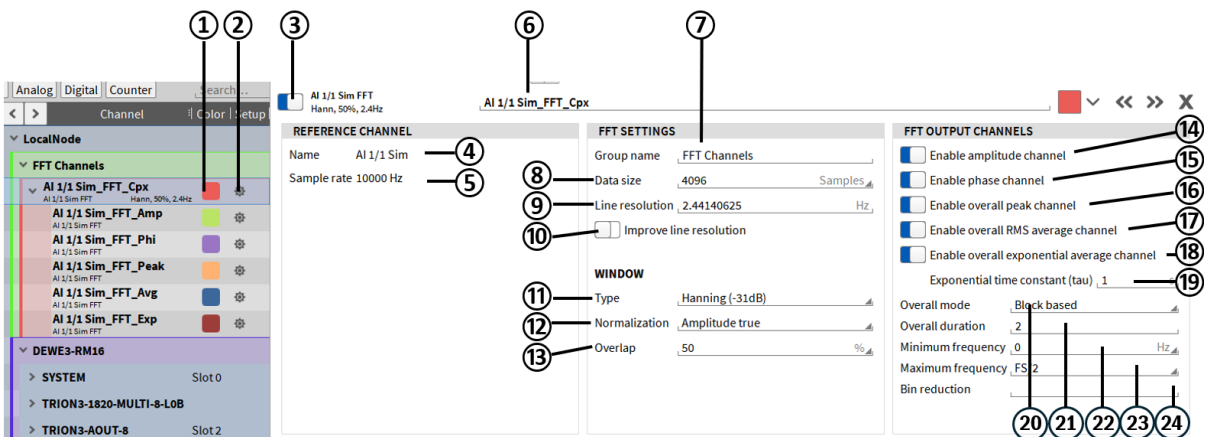 ① ② ③ ⑥ ⑦
Analog Digital Counter Search...
< > Channel Color Setup
LocalNode
FFT Channels
AI 1/1 Sim_FFT_Cpx
AI 1/1 Sim FFT Hann, 50%, 2.4Hz
AI 1/1 Sim_FFT_Amp
AI 1/1 Sim FFT
AI 1/1 Sim_FFT_Phi
AI 1/1 Sim FFT
AI 1/1 Sim_FFT_Peak
AI 1/1 Sim FFT
AI 1/1 Sim_FFT_Avg
AI 1/1 Sim FFT
AI 1/1 Sim_FFT_Exp
AI 1/1 Sim FFT
DEWE3-RM16
SYSTEM Slot 0
TRION3-1820-MULTI-8-L0B
TRION3-AOUT-8 Slot 2
AI 1/1 Sim FFT
Hann, 50%, 2.4Hz
AI 1/1 Sim_FFT_Cpx
« » X
REFERENCE CHANNEL
Name AI 1/1 Sim ④
Sample rate 10000 Hz ⑤
FFT SETTINGS
Group name FFT Channels
⑧ Data size 4096 Samples
⑨ Line resolution 2.44140625 Hz
⑩ Improve line resolution
WINDOW
⑪ Type Hanning (-31dB)
⑫ Normalization Amplitude true
⑬ Overlap 50 %
FFT OUTPUT CHANNELS
Enable amplitude channel ⑭
Enable phase channel ⑮
Enable overall peak channel ⑯
Enable overall RMS average channel ⑰
Enable overall exponential average channel ⑱
Exponential time constant (tau) 1 s ⑲
Overall mode Block based
Overall duration 2
Minimum frequency 0 Hz
Maximum frequency FS/2
Bin reduction
⑳ ㉑ ㉒ ㉓ ㉔